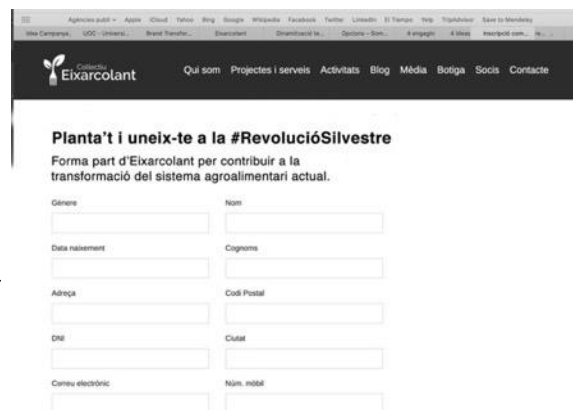 Agències publi Apple iCloud Yahoo Bing Google Wikipedia Facebook Twitter LinkedIn El Tiempo Yelp TripAdvisor Save to Mendeley
Idea Campanya. UOC - Universi... Brand Transfer... Eixarcolant Dinamització la... Opcions – Som... A engagini 4 Ideas Inscripció com...
Col·lectiu
Eixarcolant
Qui som Projectes i serveis Activitats Blog Mèdia Botiga Socis Contacte
Planta't i uneix-te a la #RevolucióSilvestre
Forma part d'Eixarcolant per contribuir a la
transformació del sistema agroalimentari actual.
Gènere Nom
Data naixement Cognoms
Adreça Codi Postal
DNI Ciutat
Correu electrònic Núm. mòbil